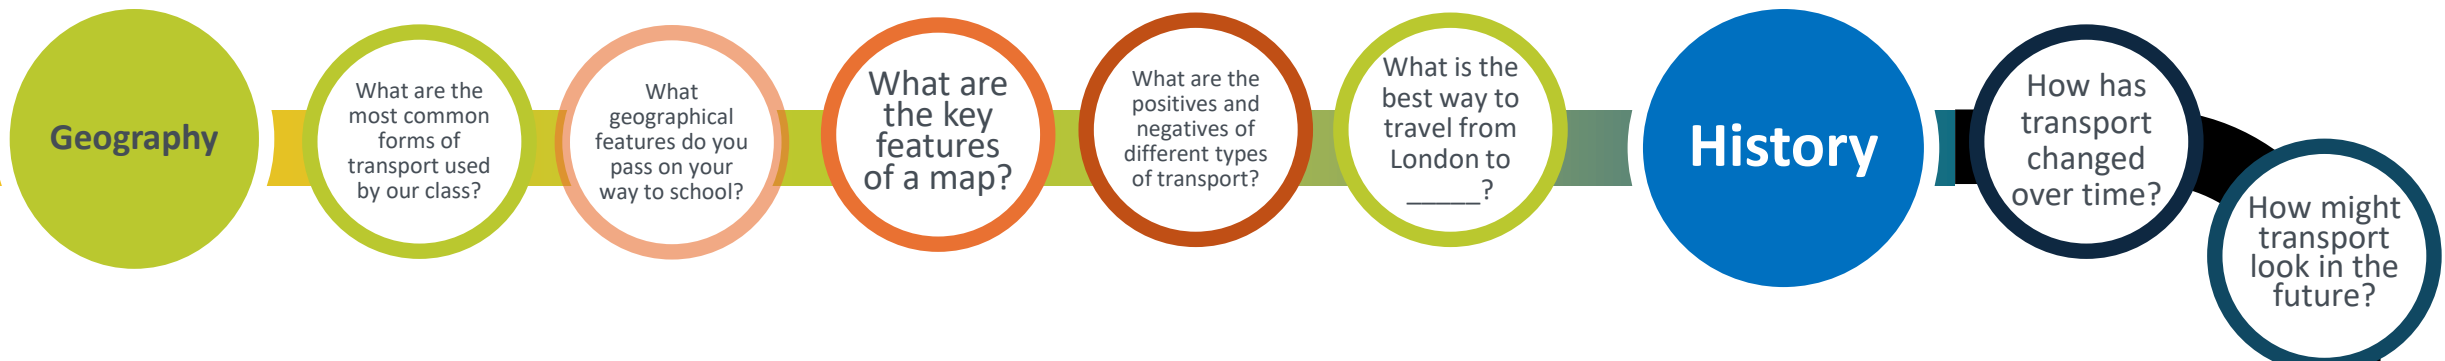 Geography
What are the
most common
forms of
transport used
by our class?
What
geographical
features do you
pass on your
way to school?
What are
the key
features
of a map?
What are the
positives and
negatives of
different types
of transport?
What is the
best way to
travel from
London to
_____?
History
How has
transport
changed
over time?
How might
transport
look in the
future?